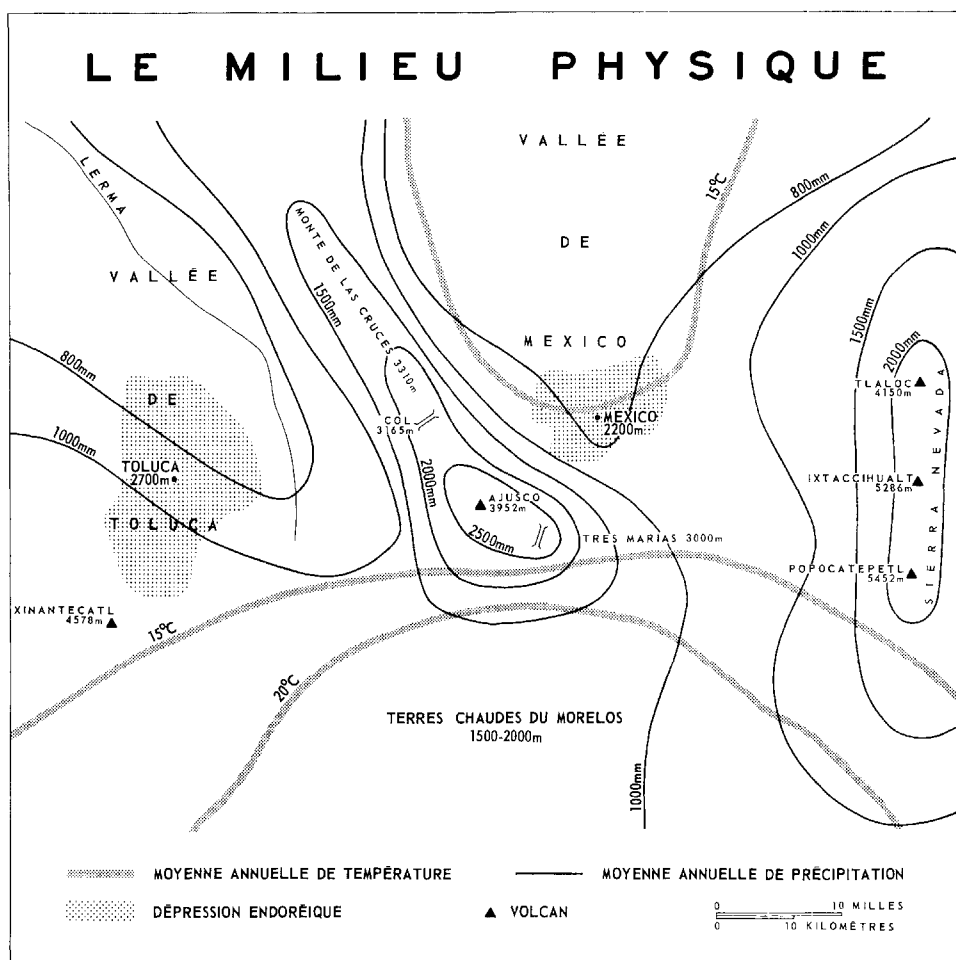 LE MILIEU PHYSIQUE
LERMA
VALLÉE
DE
TOLUCA
VALLÉE
DE
MEXICO
15°C
800mm
1000mm
1500mm
2000mm
MONTE DE LAS CRUCES 3310m
1500mm
800mm
1000mm
COL
3165m
2000mm
TOLUCA
2700m
MEXICO
2200m
AJUSCO
3952m
2500mm
TRES MARIAS 3000m
TLALOC
4150m
IXTACCIHUALT
5286m
POPOCATEPETL
5452m
SIERRA NEVADA
XINANTECATL
4578m
15°C
20°C
TERRES CHAUDES DU MORELOS
1500-2000m
1000mm
MOYENNE ANNUELLE DE TEMPÉRATURE
MOYENNE ANNUELLE DE PRÉCIPITATION
DÉPRESSION ENDORÉIQUE
VOLCAN
0 10 MILLES
0 10 KILOMÈTRES